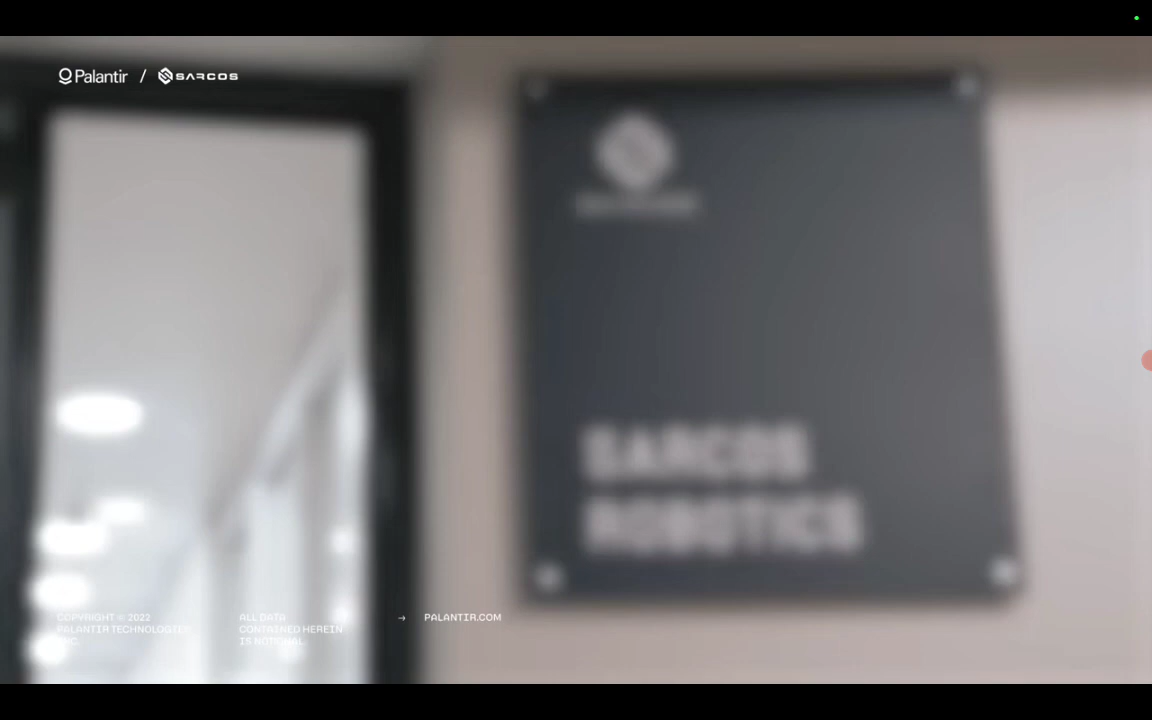 Palantir / SARCOS
SARCOS
ROBOTICS
COPYRIGHT © 2022
PALANTIR TECHNOLOGIES
INC.
ALL DATA
CONTAINED HEREIN
IS NOTIONAL.
→ PALANTIR.COM